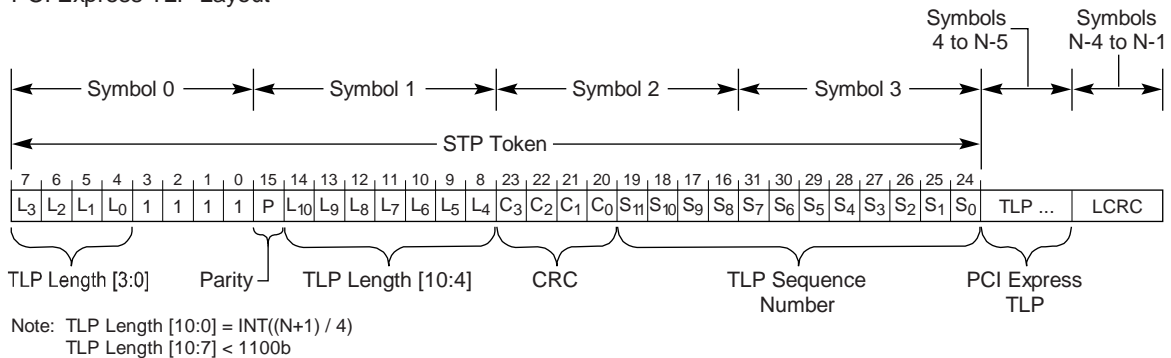 PCI Express TLP Layout
Symbols 4 to N-5
Symbols N-4 to N-1
Symbol 0 Symbol 1 Symbol 2 Symbol 3
STP Token
7 6 5 4 3 2 1 0 15 14 13 12 11 10 9 8 23 22 21 20 19 18 17 16 31 30 29 28 27 26 25 24
L3 L2 L1 L0 1 1 1 1 P L10 L9 L8 L7 L6 L5 L4 C3 C2 C1 C0 S11 S10 S9 S8 S7 S6 S5 S4 S3 S2 S1 S0 TLP ... LCRC
TLP Length [3:0] Parity TLP Length [10:4] CRC TLP Sequence Number PCI Express TLP
Note: TLP Length [10:0] = INT((N+1) / 4)
TLP Length [10:7] < 1100b